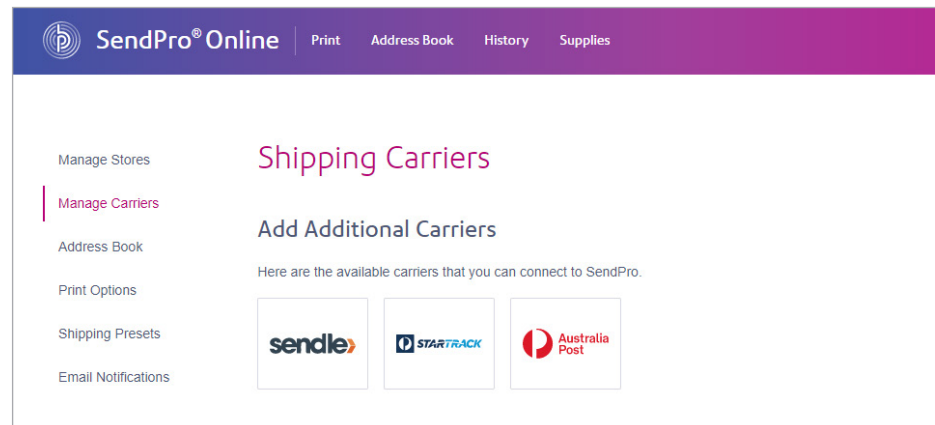 SendPro® Online
Print
Address Book
History
Supplies
Manage Stores
Manage Carriers
Address Book
Print Options
Shipping Presets
Email Notifications
Shipping Carriers
Add Additional Carriers
Here are the available carriers that you can connect to SendPro.
sendle
STARTRACK
Australia
Post